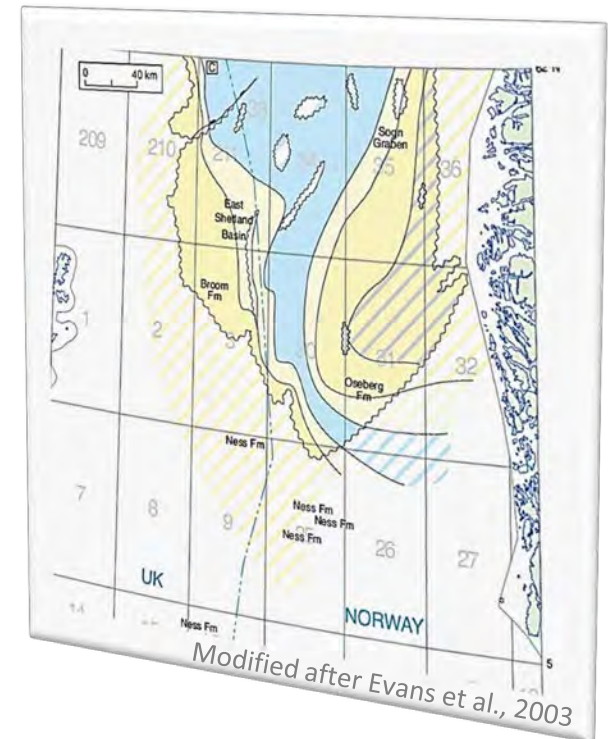 C
0 40 km
209
210
35
36
Sogn
Graben
East
Shetland
Basin
Broom
Fm
1
2
31
32
Oseberg
Fm
Ness Fm
7
8
9
Ness Fm
Ness Fm
Ness Fm
26
27
UK
NORWAY
Ness Fm
5
Modified after Evans et al., 2003